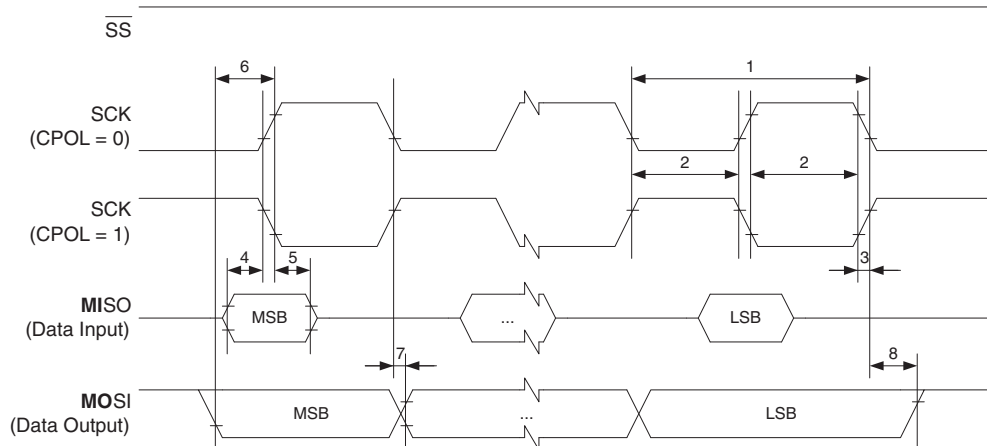 SS
6
1
SCK
(CPOL = 0)
2
2
SCK
(CPOL = 1)
4
5
3
MISO
(Data Input)
MSB
...
LSB
7
8
MOSI
(Data Output)
MSB
...
LSB